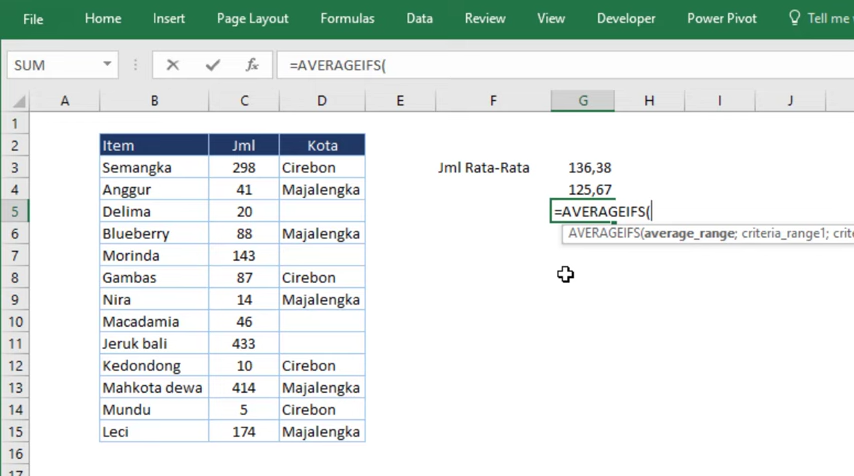 File Home Insert Page Layout Formulas Data Review View Developer Power Pivot Tell me
SUM fx =AVERAGEIFS(
A B C D E F G H I J
1
2 Item Jml Kota
3 Semangka 298 Cirebon Jml Rata-Rata 136,38
4 Anggur 41 Majalengka 125,67
5 Delima 20 =AVERAGEIFS(
6 Blueberry 88 Majalengka AVERAGEIFS(average_range; criteria_range1; crite
7 Morinda 143
8 Gambas 87 Cirebon
9 Nira 14 Majalengka
10 Macadamia 46
11 Jeruk bali 433
12 Kedondong 10 Cirebon
13 Mahkota dewa 414 Majalengka
14 Mundu 5 Cirebon
15 Leci 174 Majalengka
16
17